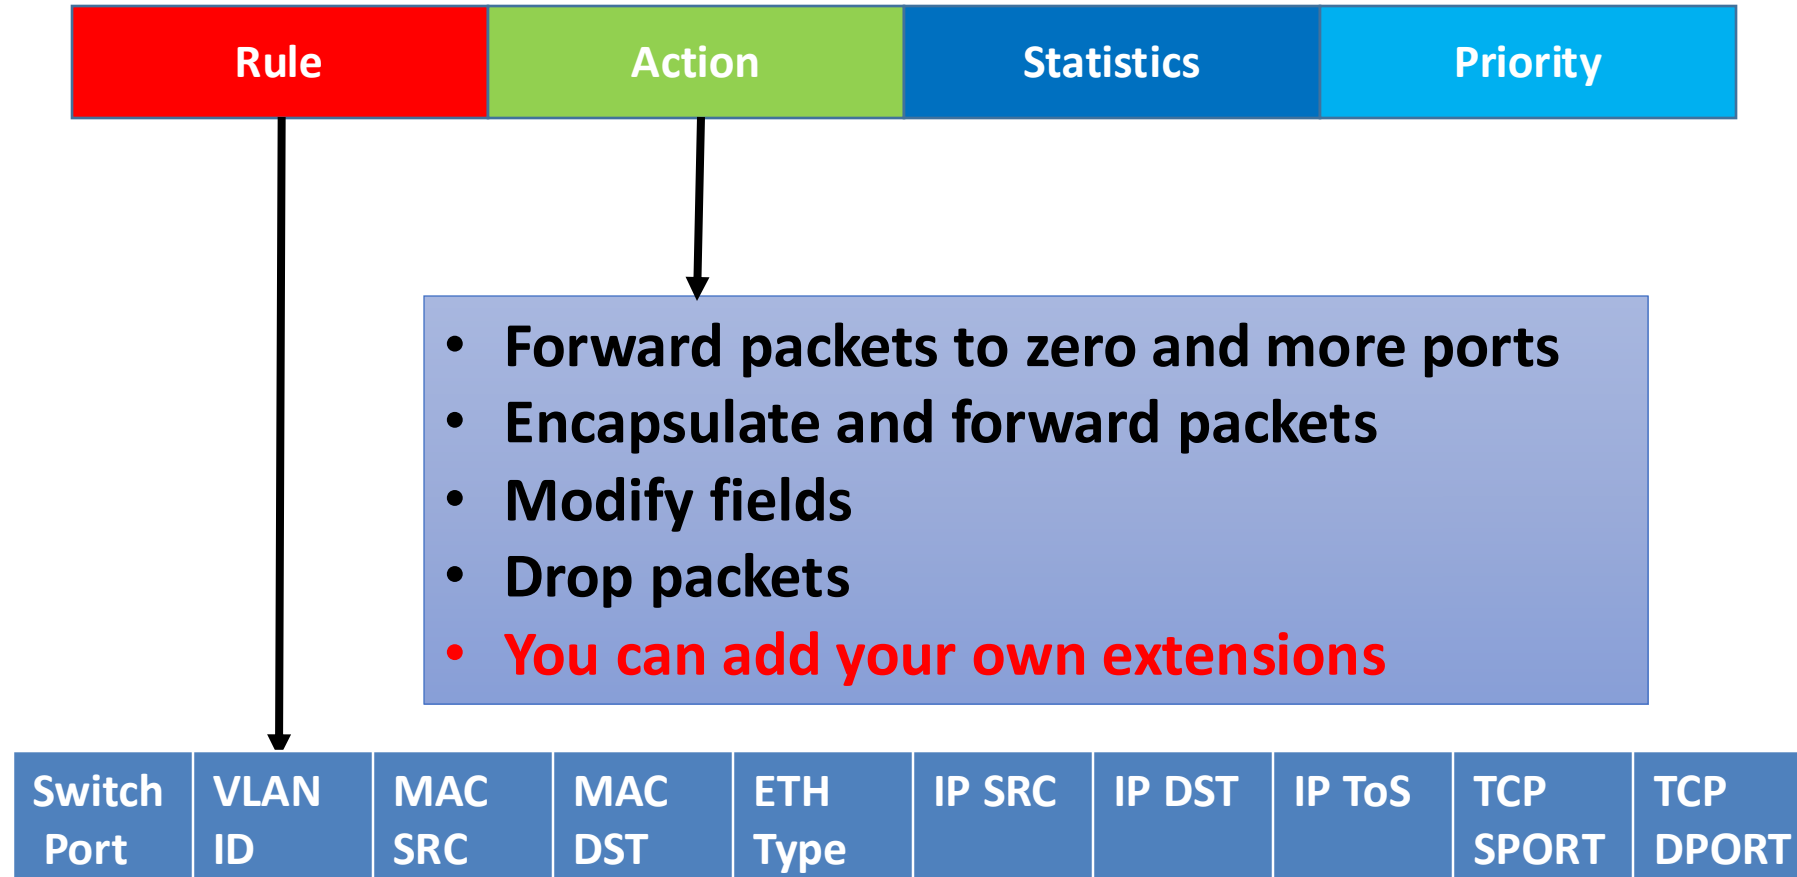 Rule Action Statistics Priority
• Forward packets to zero and more ports
• Encapsulate and forward packets
• Modify fields
• Drop packets
• You can add your own extensions
Switch Port
VLAN ID
MAC SRC
MAC DST
ETH Type
IP SRC
IP DST
IP ToS
TCP SPORT
TCP DPORT